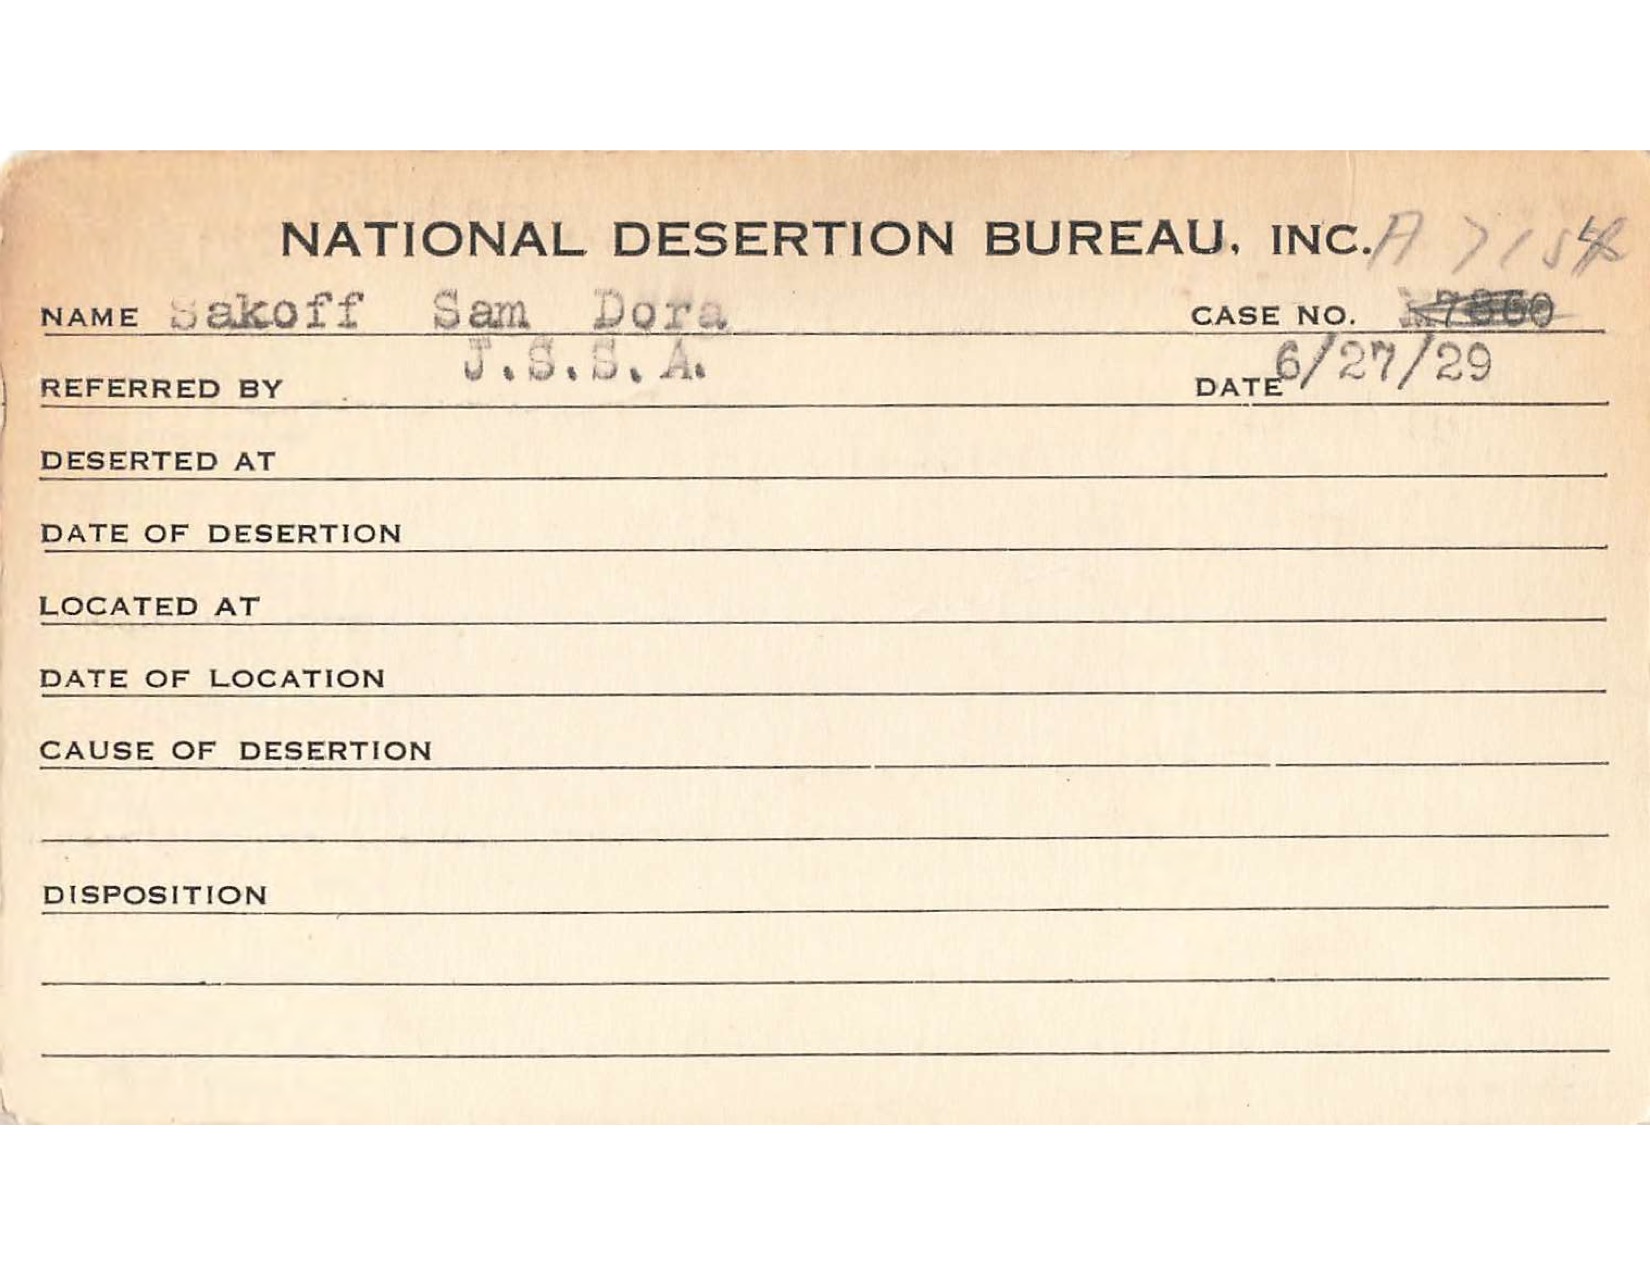 NATIONAL DESERTION BUREAU, INC.
NAME Sakoff Sam Dora CASE NO.
REFERRED BY J.S.S.A. DATE 6/27/29
DESERTED AT
DATE OF DESERTION
LOCATED AT
DATE OF LOCATION
CAUSE OF DESERTION
DISPOSITION